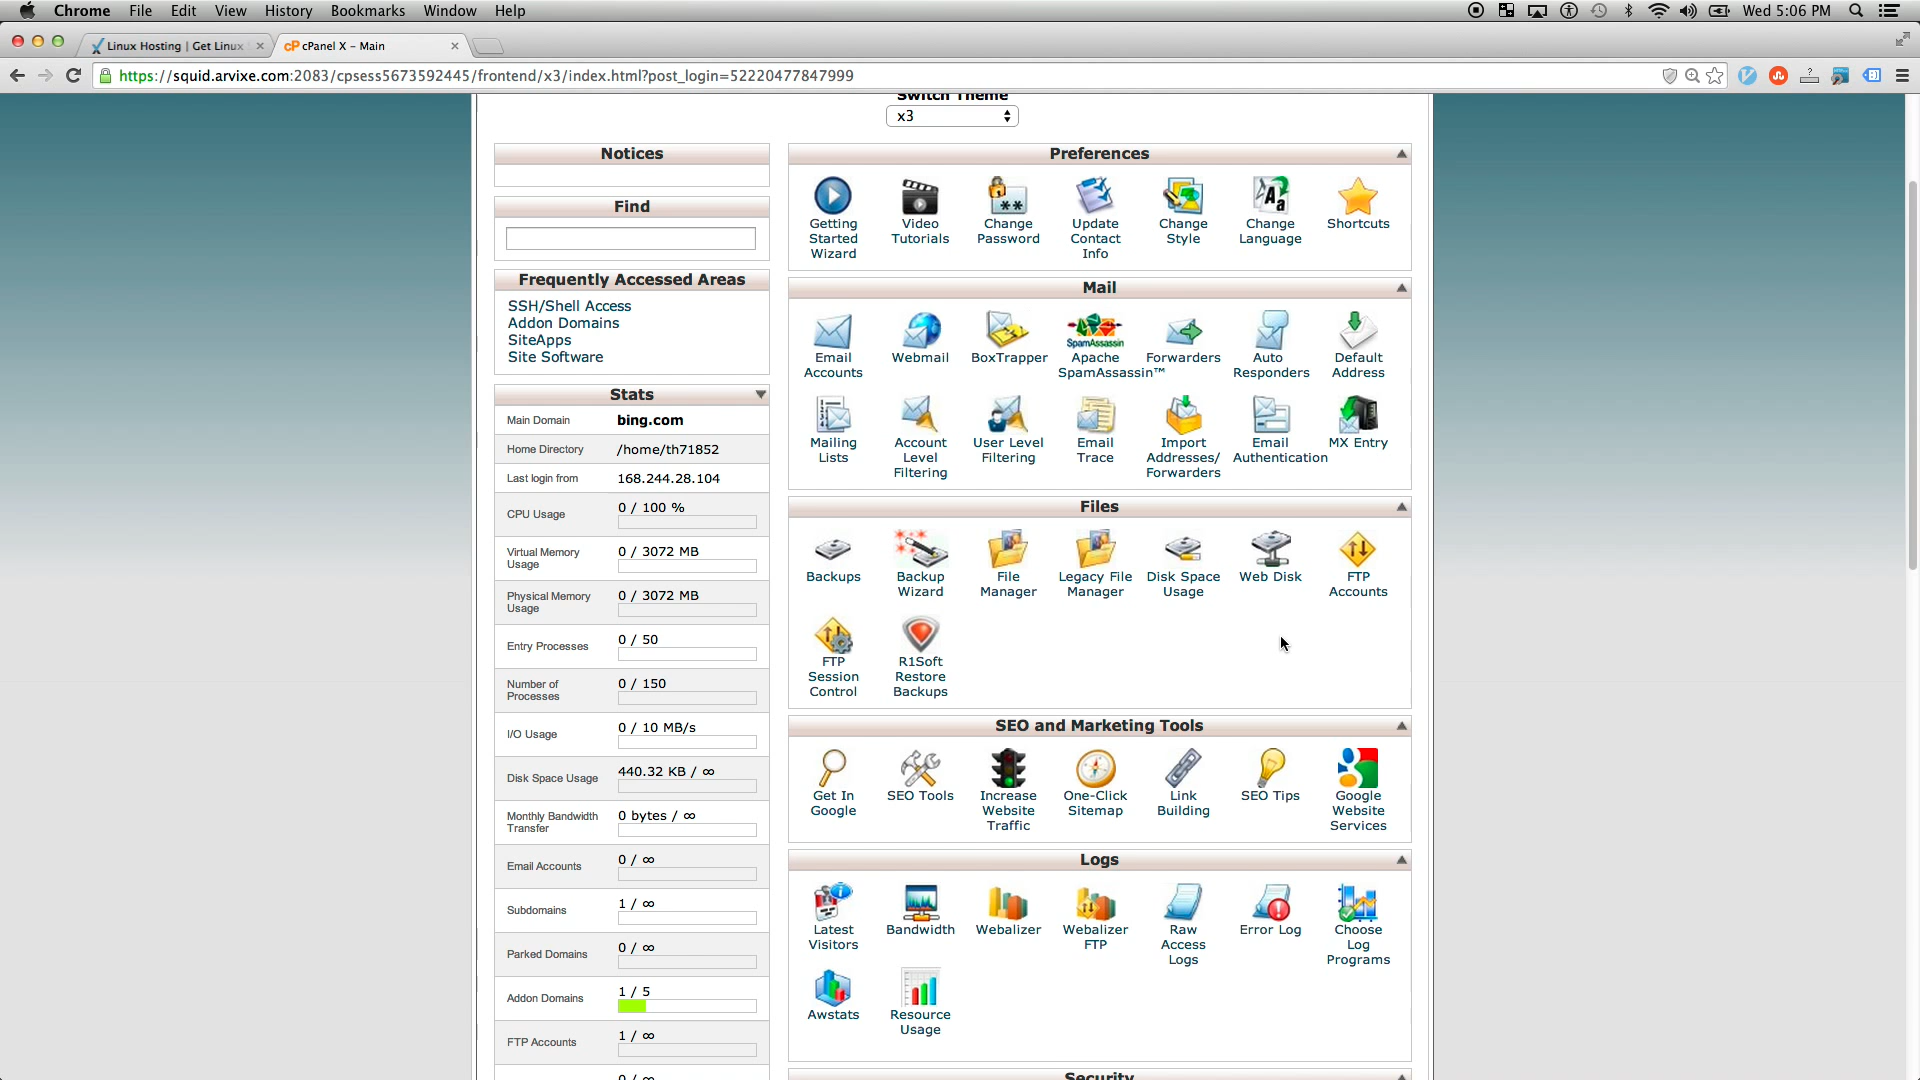 Chrome File Edit View History Bookmarks Window Help
Wed 5:06 PM
Linux Hosting | Get Linux
cP cPanel X - Main
https://squid.arvixe.com:2083/cpsess5673592445/frontend/x3/index.html?post_login=52220477847999
Switch Theme
x3
Notices
Find
Frequently Accessed Areas
SSH/Shell Access
Addon Domains
SiteApps
Site Software
Stats
Main Domain bing.com
Home Directory /home/th71852
Last login from 168.244.28.104
CPU Usage 0 / 100 %
Virtual Memory Usage 0 / 3072 MB
Physical Memory Usage 0 / 3072 MB
Entry Processes 0 / 50
Number of Processes 0 / 150
I/O Usage 0 / 10 MB/s
Disk Space Usage 440.32 KB / ∞
Monthly Bandwidth Transfer 0 bytes / ∞
Email Accounts 0 / ∞
Subdomains 1 / ∞
Parked Domains 0 / ∞
Addon Domains 1 / 5
FTP Accounts 1 / ∞
0 / ∞
Preferences
Getting Started Wizard
Video Tutorials
Change Password
Update Contact Info
Change Style
Change Language
Shortcuts
Mail
Email Accounts
Webmail
BoxTrapper
SpamAssassin
Apache SpamAssassin™
Forwarders
Auto Responders
Default Address
Mailing Lists
Account Level Filtering
User Level Filtering
Email Trace
Import Addresses/ Forwarders
Email Authentication
MX Entry
Files
Backups
Backup Wizard
File Manager
Legacy File Manager
Disk Space Usage
Web Disk
FTP Accounts
FTP Session Control
R1Soft Restore Backups
SEO and Marketing Tools
Get In Google
SEO Tools
Increase Website Traffic
One-Click Sitemap
Link Building
SEO Tips
Google Website Services
Logs
Latest Visitors
Bandwidth
Webalizer
Webalizer FTP
Raw Access Logs
Error Log
Choose Log Programs
Awstats
Resource Usage
Security